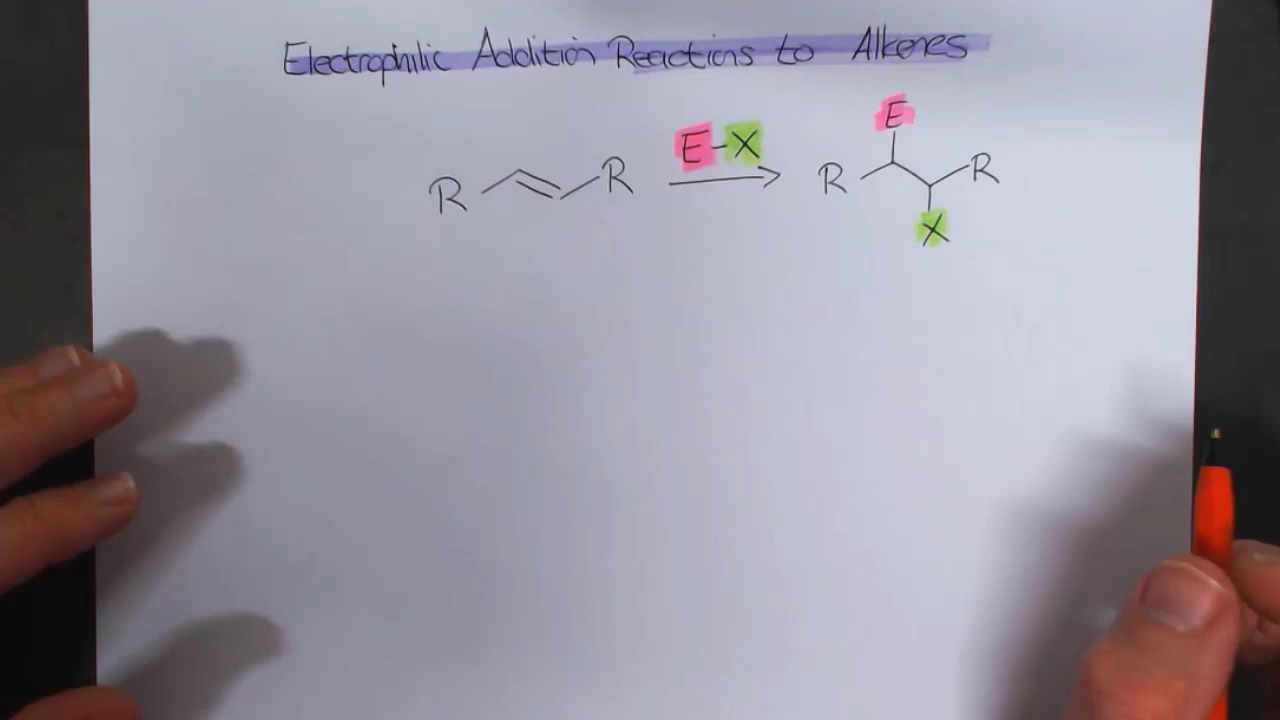 Electrophilic Addition Reactions to Alkenes
R R E-X R E R X